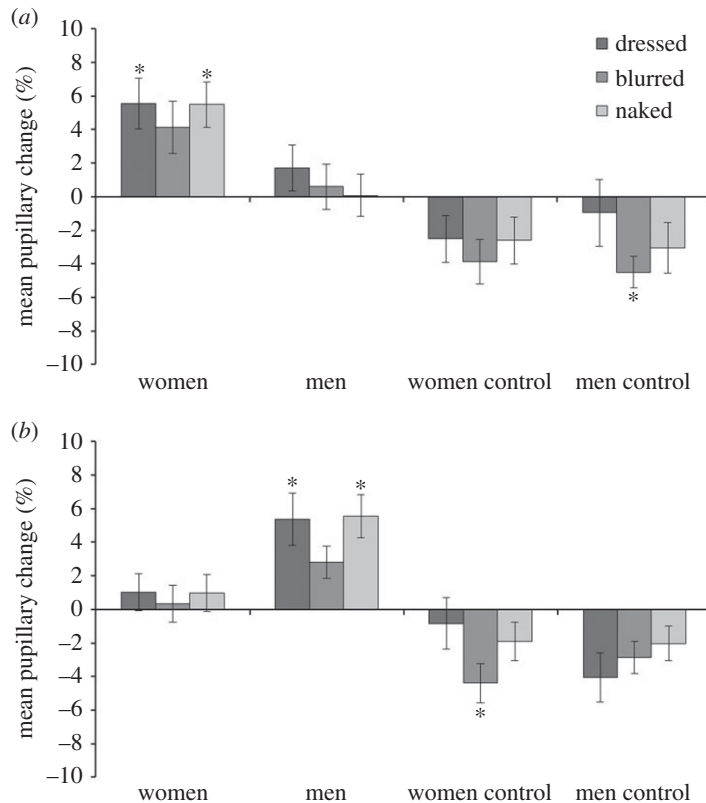 (a)
mean pupillary change (%)
10
8
6
4
2
0
–2
–4
–6
–8
–10
* *
*
dressed
blurred
naked
women men women control men control
(b)
mean pupillary change (%)
10
8
6
4
2
0
–2
–4
–6
–8
–10
* *
*
women men women control men control